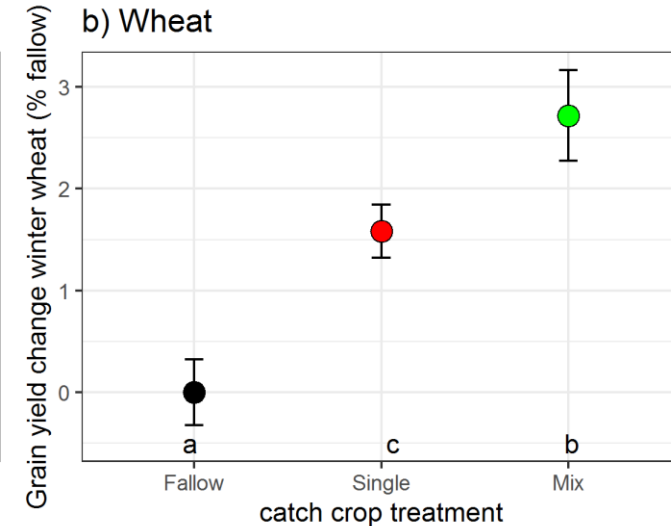 b) Wheat
Grain yield change winter wheat (% fallow)
3
2
1
0
a c b
Fallow Single Mix
catch crop treatment